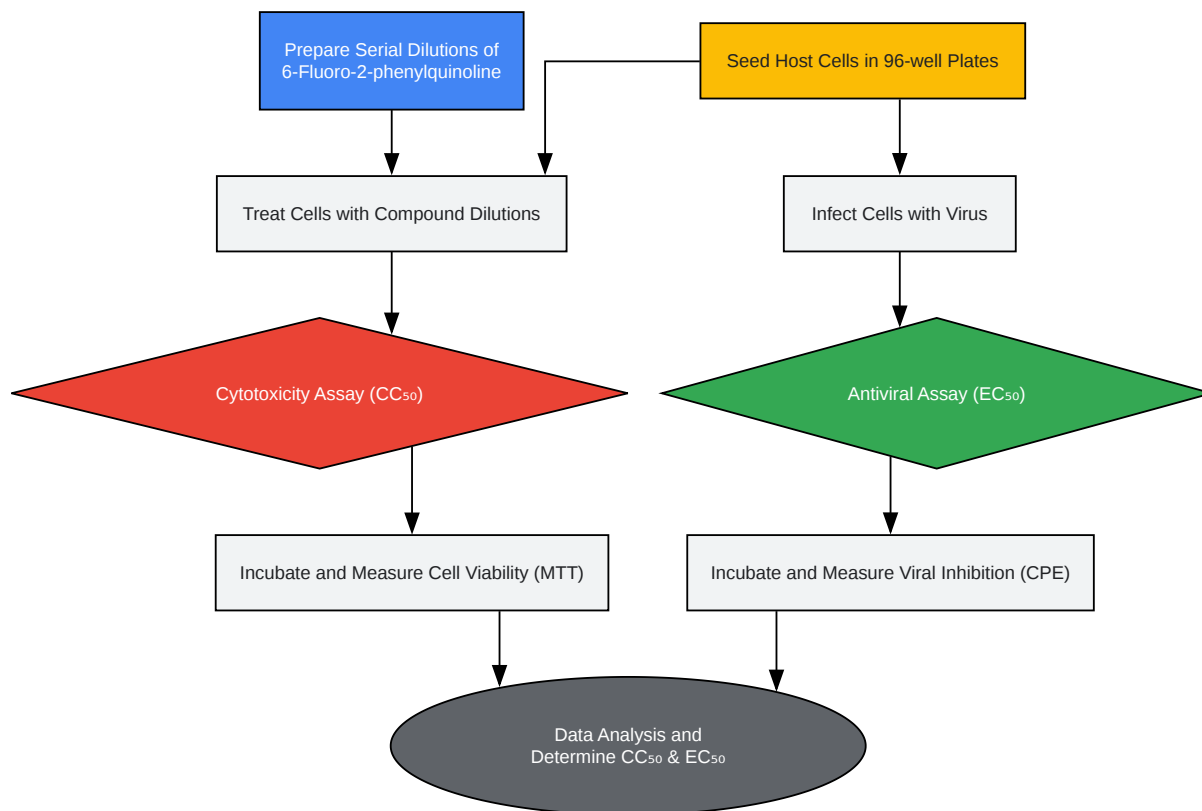 Prepare Serial Dilutions of
6-Fluoro-2-phenylquinoline
Seed Host Cells in 96-well Plates
Treat Cells with Compound Dilutions
Infect Cells with Virus
Cytotoxicity Assay (CC₅₀)
Antiviral Assay (EC₅₀)
Incubate and Measure Cell Viability (MTT)
Incubate and Measure Viral Inhibition (CPE)
Data Analysis and
Determine CC₅₀ & EC₅₀